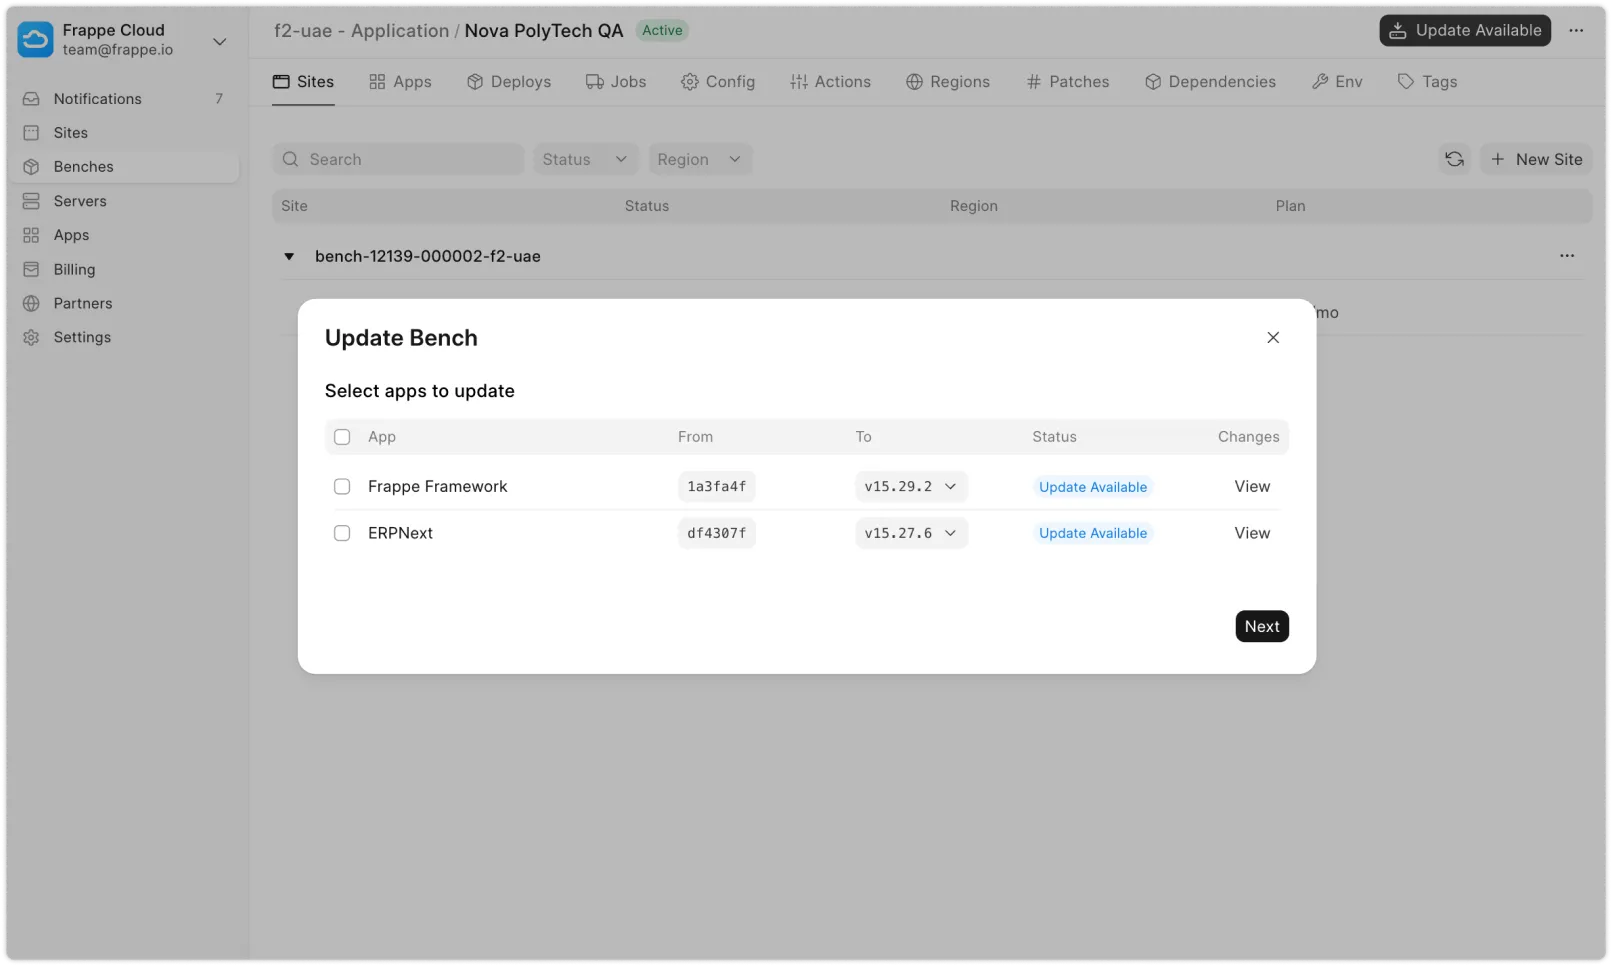 Frappe Cloud
team@frappe.io
Notifications 7
Sites
Benches
Servers
Apps
Billing
Partners
Settings
f2-uae - Application / Nova PolyTech QA Active
Update Available
Sites Apps Deploys Jobs Config Actions Regions Patches Dependencies Env Tags
Search Status Region New Site
Site Status Region Plan
bench-12139-000002-f2-uae
/mo
Update Bench
Select apps to update
App From To Status Changes
Frappe Framework 1a3fa4f v15.29.2 Update Available View
ERPNext df4307f v15.27.6 Update Available View
Next